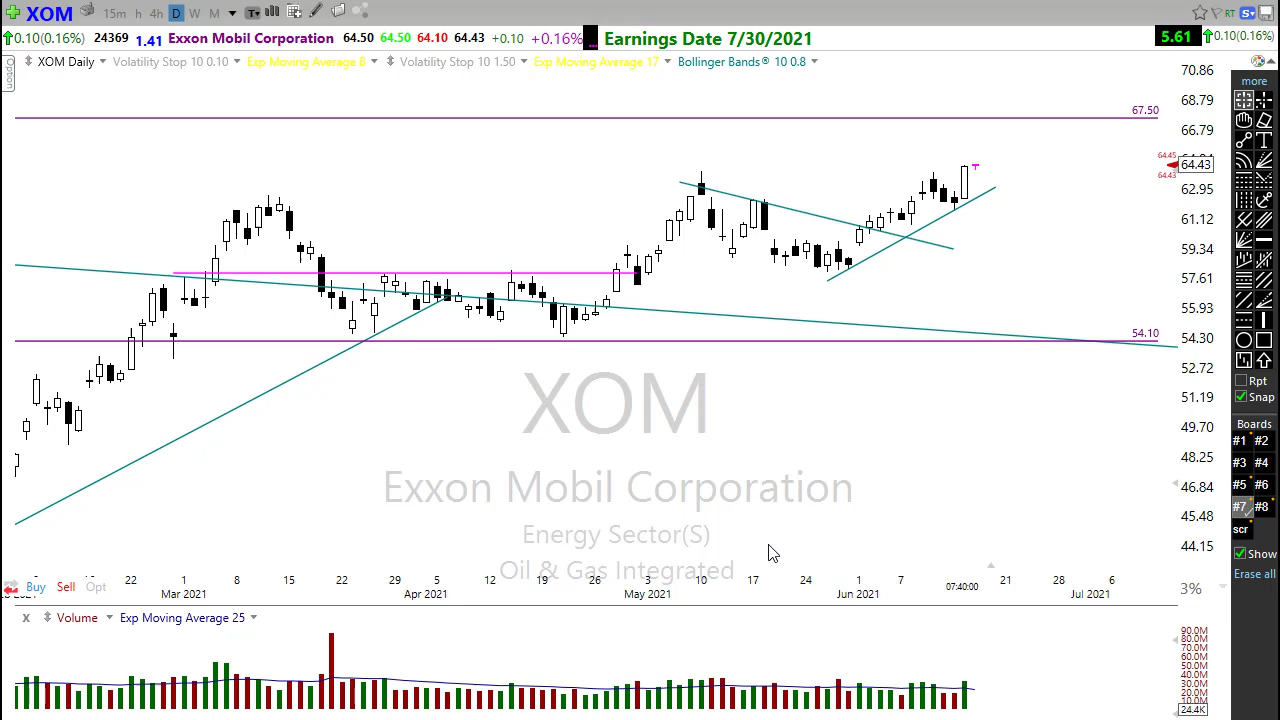 XOM 15m h 4h D W M T RT S
0.10(0.16%) 24369 1.41 Exxon Mobil Corporation 64.50 64.50 64.10 64.43 +0.10 +0.16% ... Earnings Date 7/30/2021 5.61 0.10(0.16%)
Option
XOM Daily Volatility Stop 10 0.10 Exp Moving Average 8 Volatility Stop 10 1.50 Exp Moving Average 17 Bollinger Bands® 10 0.8
70.86
more
68.79
67.50
66.79
64.45
64.43
64.43
62.95
61.12
59.34
57.61
55.93
54.10
54.30
52.72
51.19
49.70
48.25
46.84
45.48
44.15
XOM
Exxon Mobil Corporation
Energy Sector(S)
Oil & Gas Integrated
Rpt
Snap
Boards
#1 #2
#3 #4
#5 #6
#7 #8
scr
Show
Erase all
Buy Sell Opt
22 1 8 15 22 29 5 12 19 26 3 10 17 24 1 7 21 28 6
Mar 2021 Apr 2021 May 2021 Jun 2021 07:40:00 Jul 2021
3%
x Volume Exp Moving Average 25
90.0M
80.0M
70.0M
60.0M
50.0M
40.0M
30.0M
20.0M
10.0M
24.4K